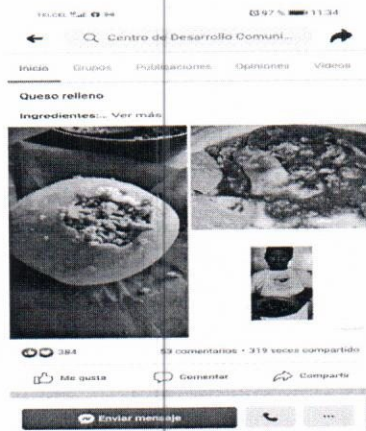 TELCEL 97% 11:34
Centro de Desarrollo Comuni...
Inicio Grupos Publicaciones Opiniones Videos
Queso relleno
Ingredientes:... Ver más
384 53 comentarios • 319 veces compartido
Me gusta Comentar Compartir
Enviar mensaje